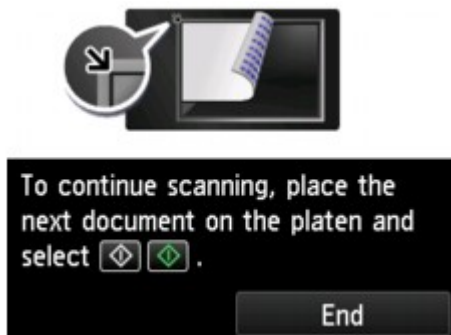 To continue scanning, place the
next document on the platen and
select .
End